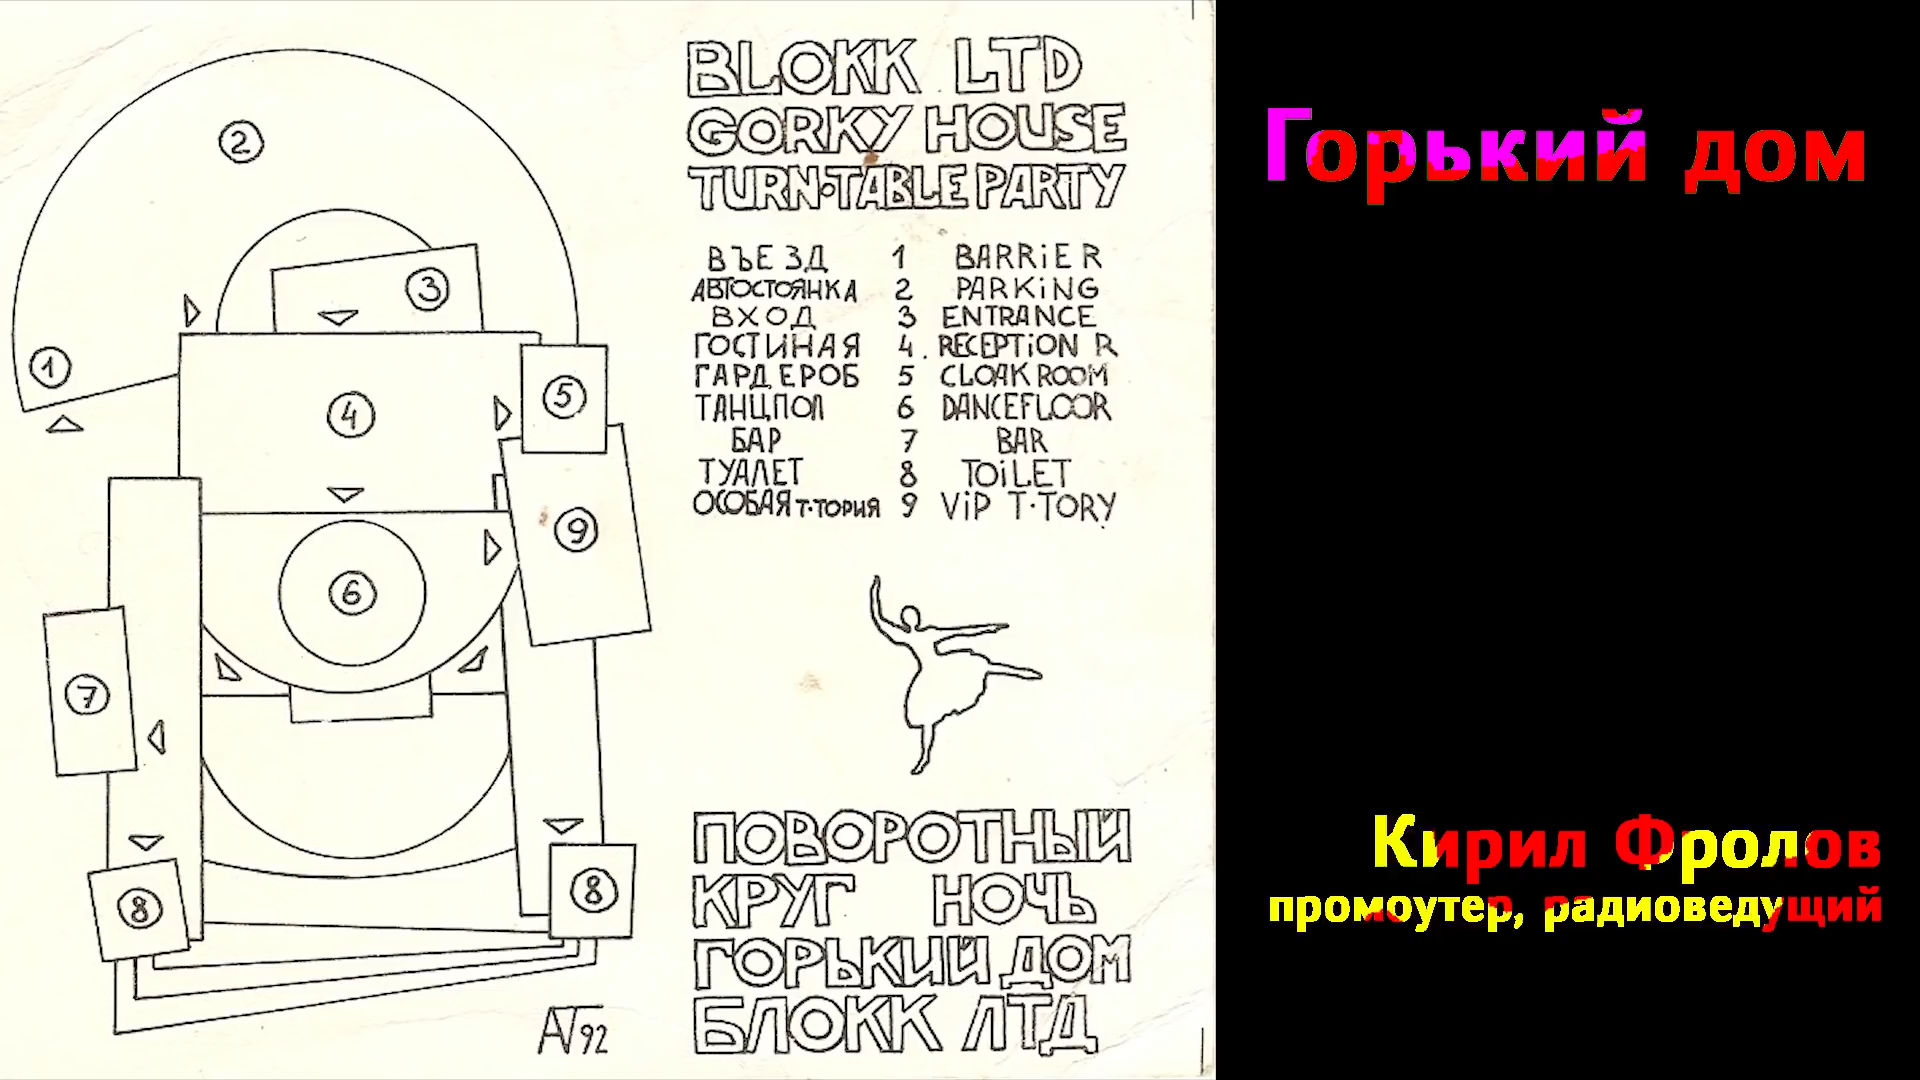 BLOKK LTD
GORKY HOUSE
TURN·TABLE PARTY
ВЪЕЗД 1 BARRiER
АВТОСТОЯНКА 2 PARKiNG
ВХОД 3 ENTRANCE
ГОСТИНАЯ 4. RECEPTiON R
ГАРДЕРОБ 5 CLOAKROOM
ТАНЦПОЛ 6 DANCEFLOOR
БАР 7 BAR
ТУАЛЕТ 8 TOiLET
ОСОБАЯ Т·ТОРИЯ 9 ViP T·TORY
ПОВОРОТНЫЙ
КРУГ НОЧЬ
ГОРЬКИЙ ДОМ
БЛОКК ЛТД
2
3
1
4
5
9
6
7
8
8
АТ 92
Горький дом
Кирил Фролов
промоутер, радиоведущий